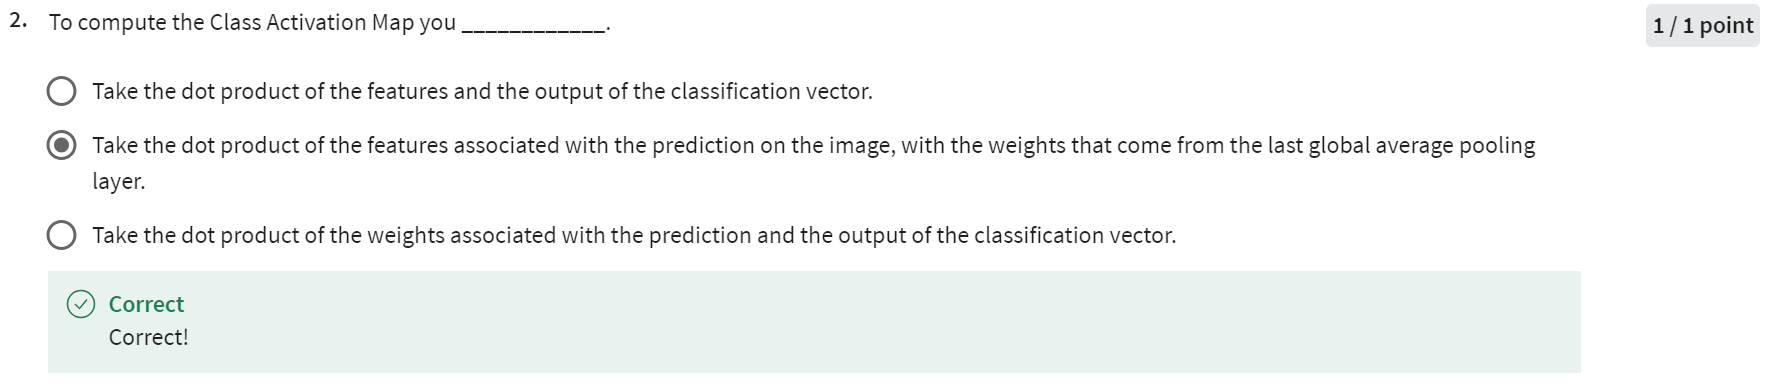 2. To compute the Class Activation Map you ____________.
1 / 1 point
Take the dot product of the features and the output of the classification vector.
Take the dot product of the features associated with the prediction on the image, with the weights that come from the last global average pooling
layer.
Take the dot product of the weights associated with the prediction and the output of the classification vector.
Correct
Correct!